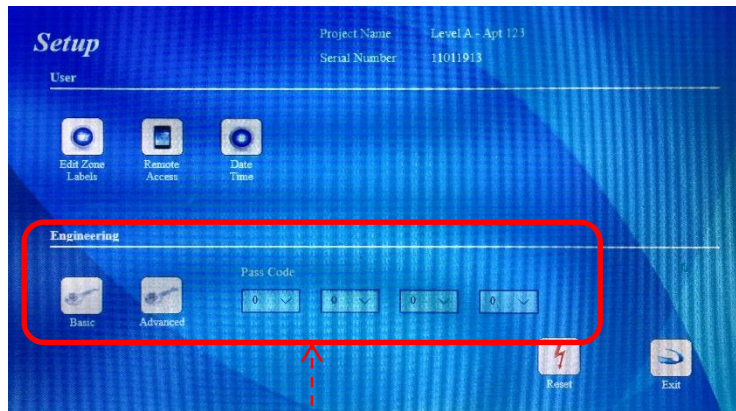 Setup
Project Name Level A - Apt 123
Serial Number 11011913
User
Edit Zone
Labels
Remote
Access
Date
Time
Engineering
Pass Code
0 0 0 0
Basic
Advanced
Reset
Exit